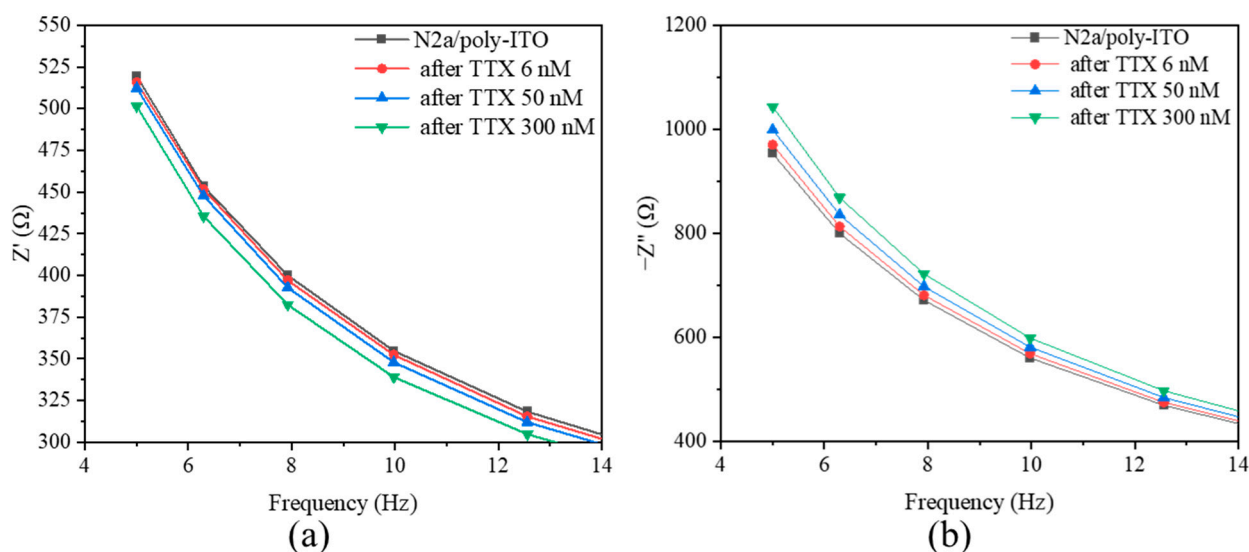 550
525
500
475
450
425
400
375
350
325
300
Z' (Ω)
4 6 8 10 12 14
Frequency (Hz)
N2a/poly-ITO
after TTX 6 nM
after TTX 50 nM
after TTX 300 nM
(a)
1200
1000
800
600
400
−Z" (Ω)
4 6 8 10 12 14
Frequency (Hz)
N2a/poly-ITO
after TTX 6 nM
after TTX 50 nM
after TTX 300 nM
(b)